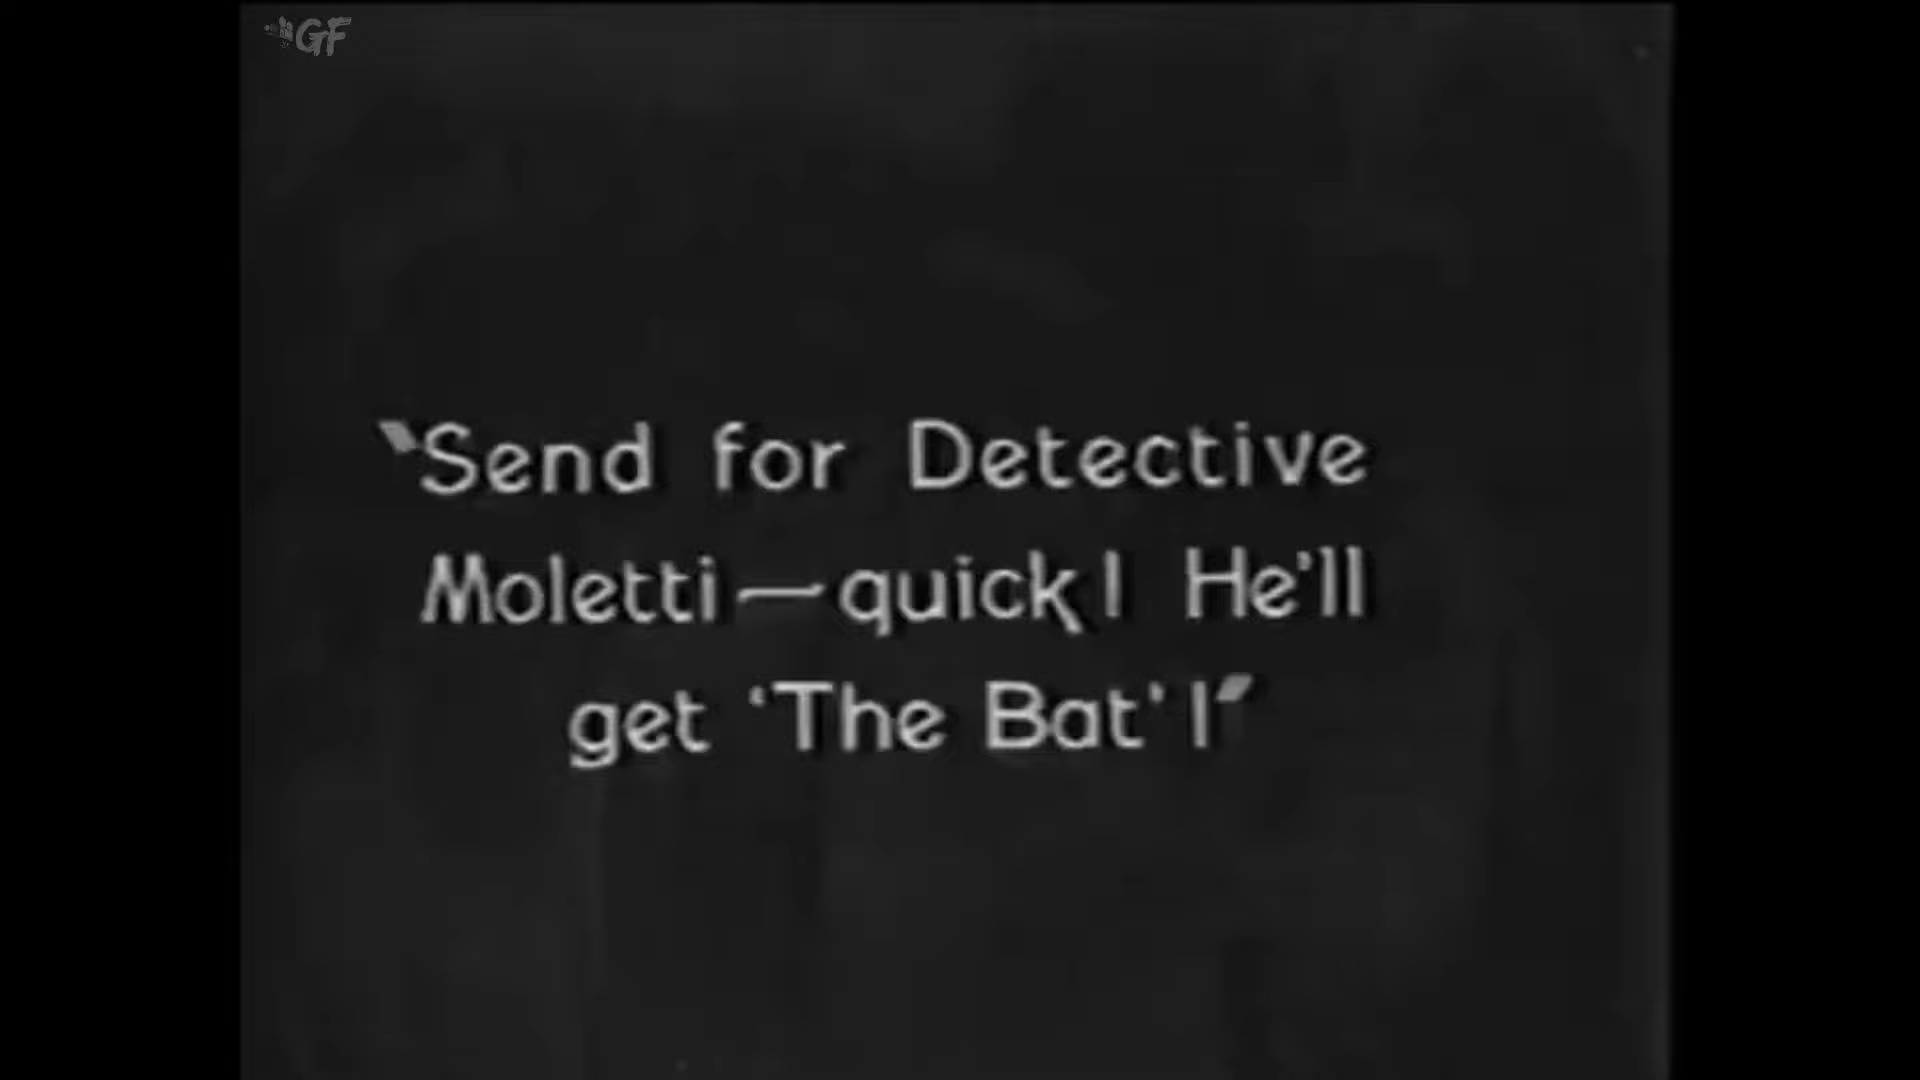 GF
"Send for Detective
Moletti—quick! He'll
get 'The Bat'!"